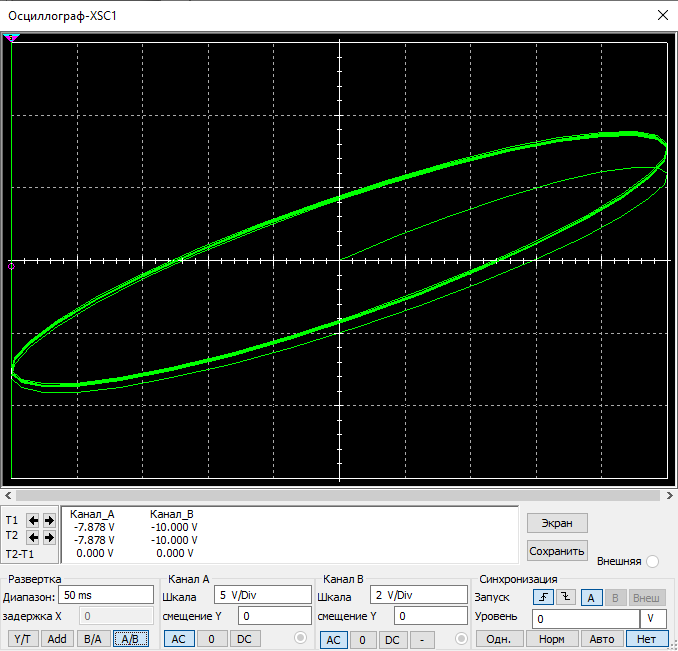 Осциллограф-XSC1
T1
T2
T2-T1
Канал_A Канал_B
-7.878 V -10.000 V
-7.878 V -10.000 V
0.000 V 0.000 V
Экран
Сохранить
Внешняя
Развертка
Диапазон: 50 ms
задержка X 0
Y/T Add B/A A/B
Канал A
Шкала 5 V/Div
смещение Y 0
AC 0 DC
Канал B
Шкала 2 V/Div
смещение Y 0
AC 0 DC -
Синхронизация
Запуск A B Внеш
Уровень 0 V
Одн. Норм Авто Нет